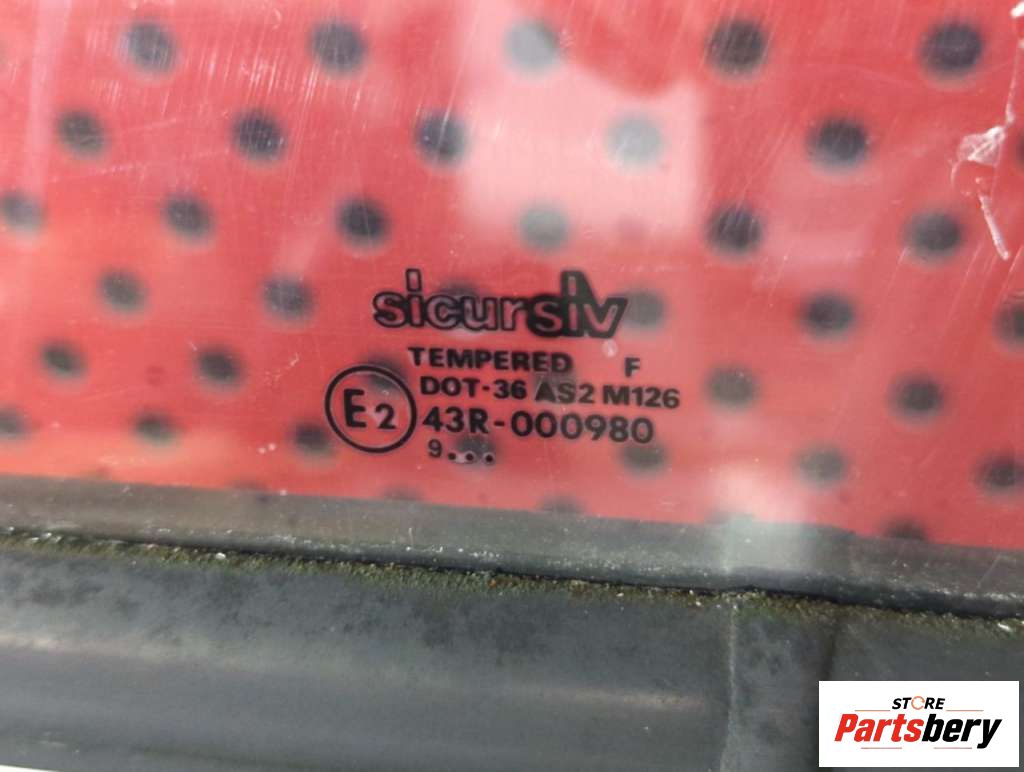 sicursiv
TEMPERED F
DOT-36 AS2 M126
E2 43R-000980
9...
STORE
Partsbery